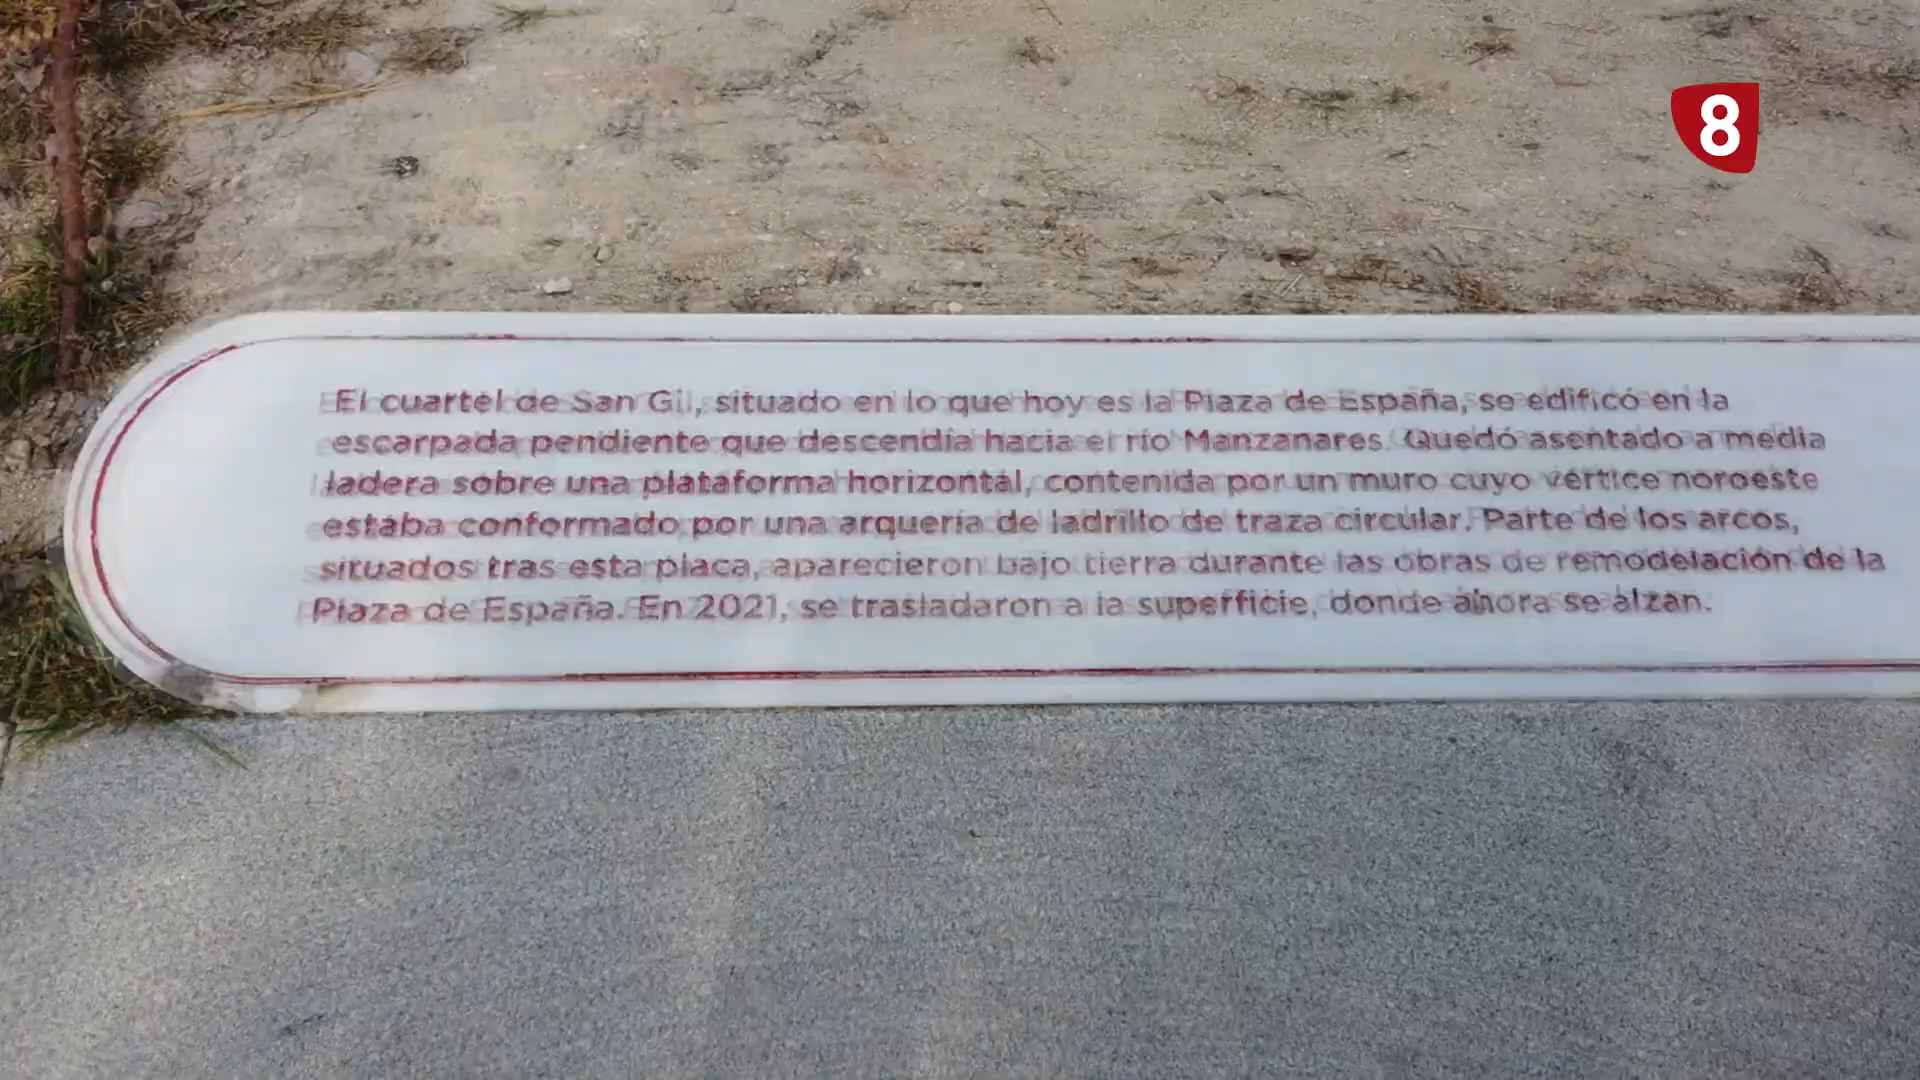 8
El cuartel de San Gil, situado en lo que hoy es la Plaza de España, se edificó en la
escarpada pendiente que descendía hacia el río Manzanares. Quedó asentado a media
ladera sobre una plataforma horizontal, contenida por un muro cuyo vértice noroeste
estaba conformado por una arquería de ladrillo de traza circular. Parte de los arcos,
situados tras esta placa, aparecieron bajo tierra durante las obras de remodelación de la
Plaza de España. En 2021, se trasladaron a la superficie, donde ahora se alzan.